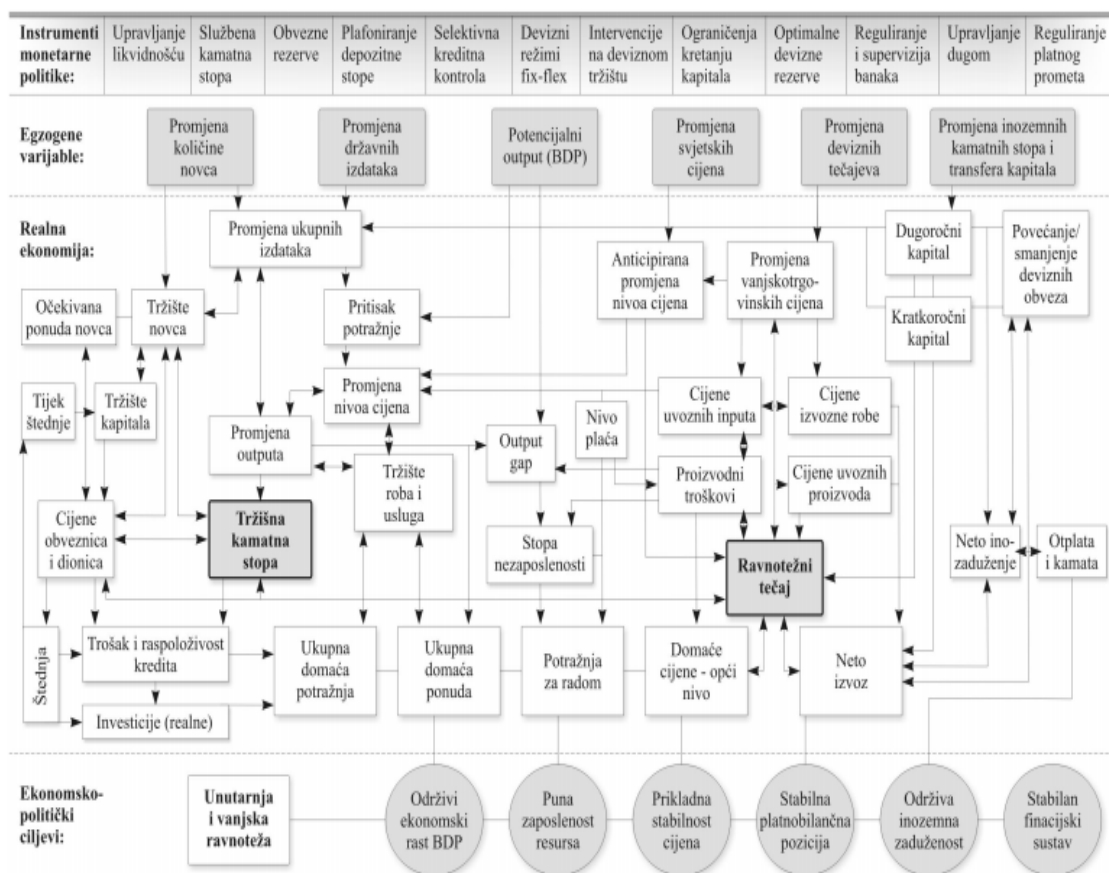 Instrumenti
monetarne
politike:
Upravljanje
likvidnošću
Službena
kamatna
stopa
Obvezne
rezerve
Plafoniranje
depozitne
stope
Selektivna
kreditna
kontrola
Devizni
režimi
fix-flex
Intervencije
na deviznom
tržištu
Ograničenja
kretanju
kapitala
Optimalne
devizne
rezerve
Reguliranje
i supervizija
banaka
Upravljanje
dugom
Reguliranje
platnog
prometa
Egzogene
varijable:
Promjena
količine
novca
Promjena
državnih
izdataka
Potencijalni
output (BDP)
Promjena
svjetskih
cijena
Promjena
deviznih
tečajeva
Promjena inozemnih
kamatnih stopa i
transfera kapitala
Realna
ekonomija:
Promjena ukupnih
izdataka
Anticipirana
promjena
nivoa cijena
Promjena
vanjskotrgo-
vinskih cijena
Dugoročni
kapital
Povećanje/
smanjenje
deviznih
obveza
Očekivana
ponuda novca
Tržište
novca
Pritisak
potražnje
Kratkoročni
kapital
Tijek
štednje
Tržište
kapitala
Promjena
nivoa cijena
Promjena
outputa
Output
gap
Nivo
plaća
Cijene
uvoznih inputa
Cijene
izvozne robe
Tržište
roba i
usluga
Proizvodni
troškovi
Cijene uvoznih
proizvoda
Cijene
obveznica
i dionica
Tržišna
kamatna
stopa
Stopa
nezaposlenosti
Ravnotežni
tečaj
Neto ino-
zaduženje
Otplata
i kamata
Štednja
Trošak i raspoloživost
kredita
Investicije (realne)
Ukupna
domaća
potražnja
Ukupna
domaća
ponuda
Potražnja
za radom
Domaće
cijene - opći
nivo
Neto
izvoz
Ekonomsko-
politički
ciljevi:
Unutarnja
i vanjska
ravnoteža
Održivi
ekonomski
rast BDP
Puna
zaposlenost
resursa
Prikladna
stabilnost
cijena
Stabilna
platnobilančna
pozicija
Održiva
inozemna
zaduženost
Stabilan
finacijski
sustav